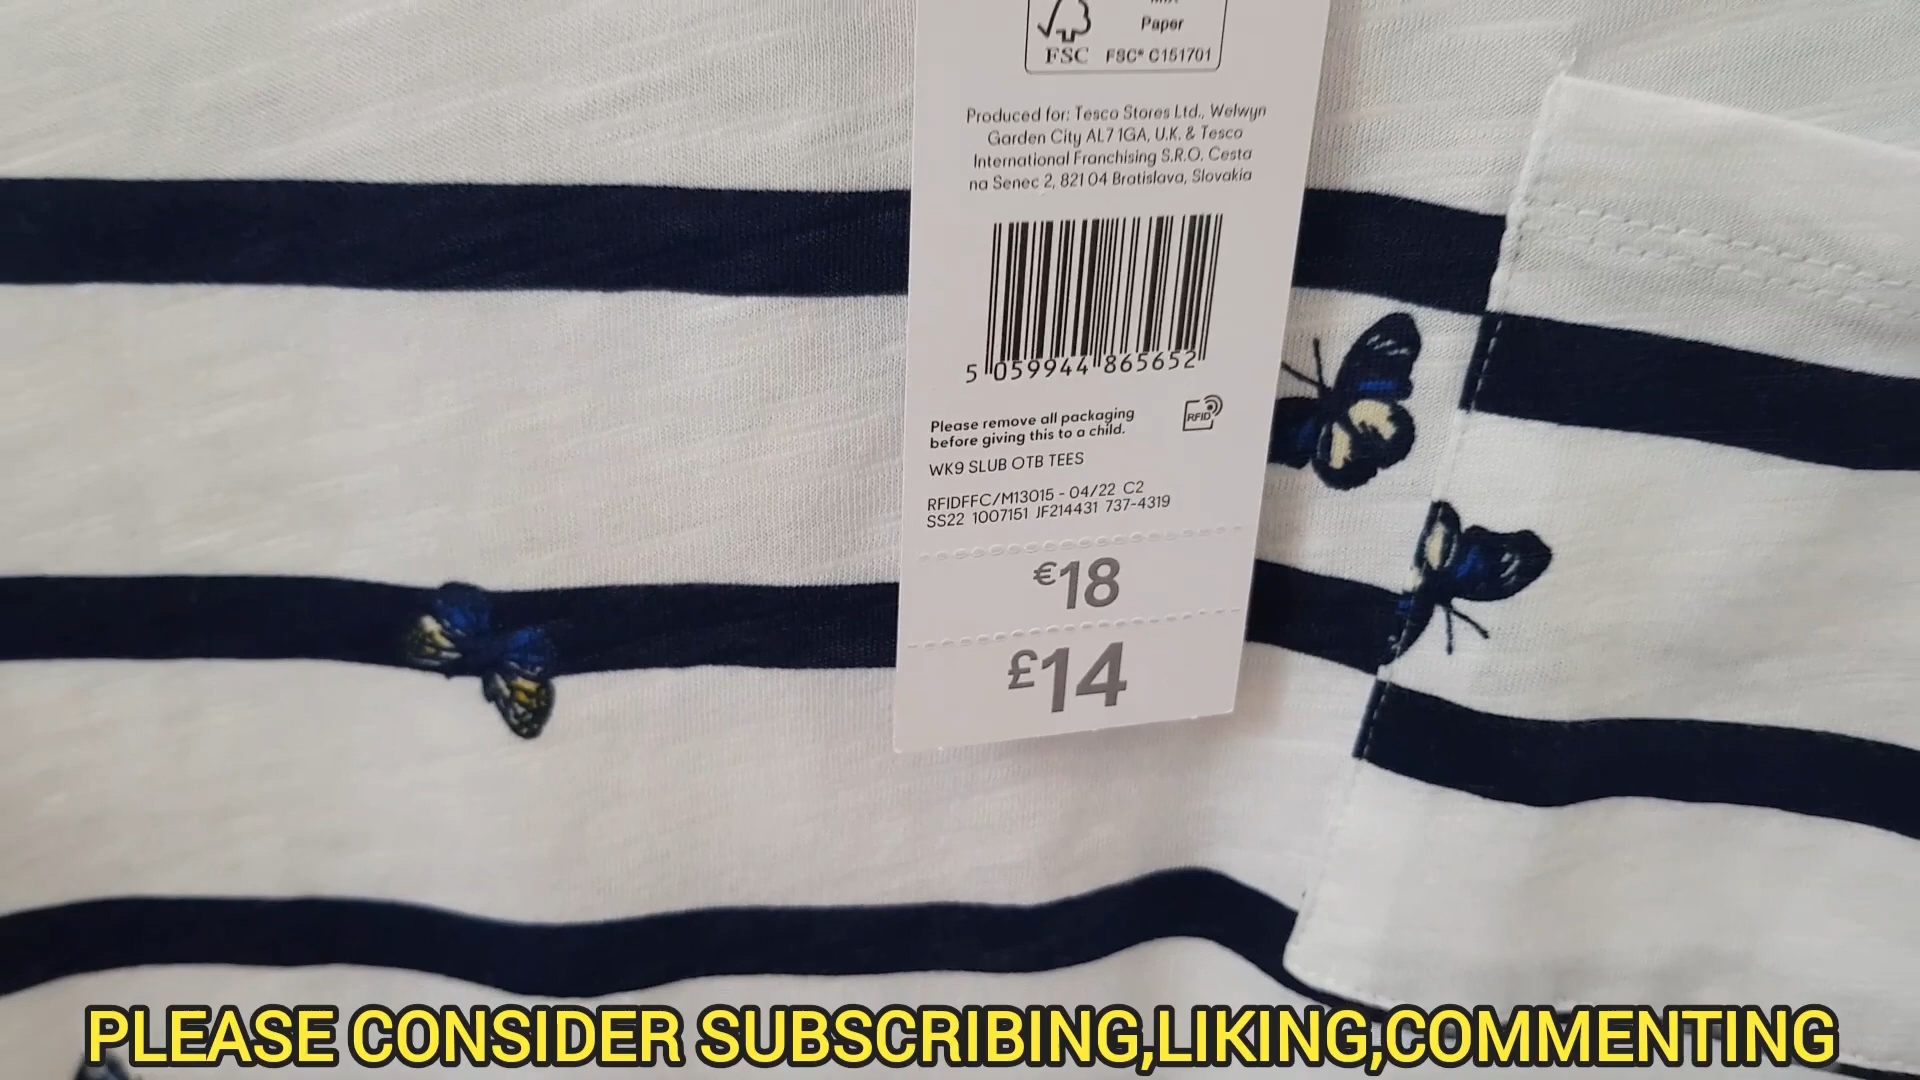 Paper
FSC FSC® C151701
Produced for: Tesco Stores Ltd., Welwyn
Garden City AL7 1GA, U.K. & Tesco
International Franchising S.R.O. Cesta
na Senec 2, 821 04 Bratislava, Slovakia
5 059944 865652
Please remove all packaging
before giving this to a child.
RFID
WK9 SLUB OTB TEES
RFIDFFC/M13015 - 04/22 C2
SS22 1007151 JF214431 737-4319
€18
£14
PLEASE CONSIDER SUBSCRIBING,LIKING,COMMENTING